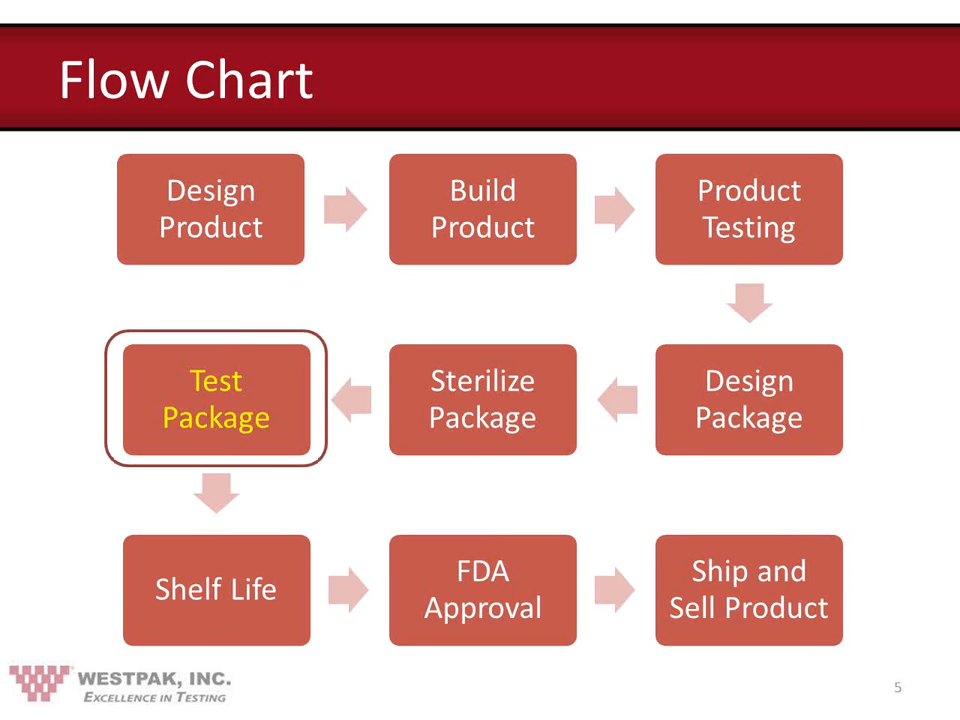 Flow Chart
Design
Product
Build
Product
Product
Testing
Test
Package
Sterilize
Package
Design
Package
Shelf Life
FDA
Approval
Ship and
Sell Product
WESTPAK, INC.
EXCELLENCE IN TESTING
5